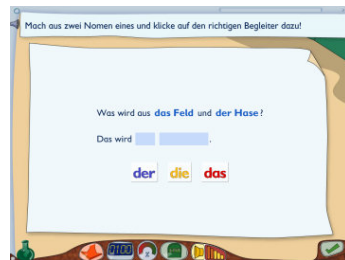 Mach aus zwei Nomen eines und klicke auf den richtigen Begleiter dazu!
Was wird aus das Feld und der Hase?
Das wird .
der die das
0100